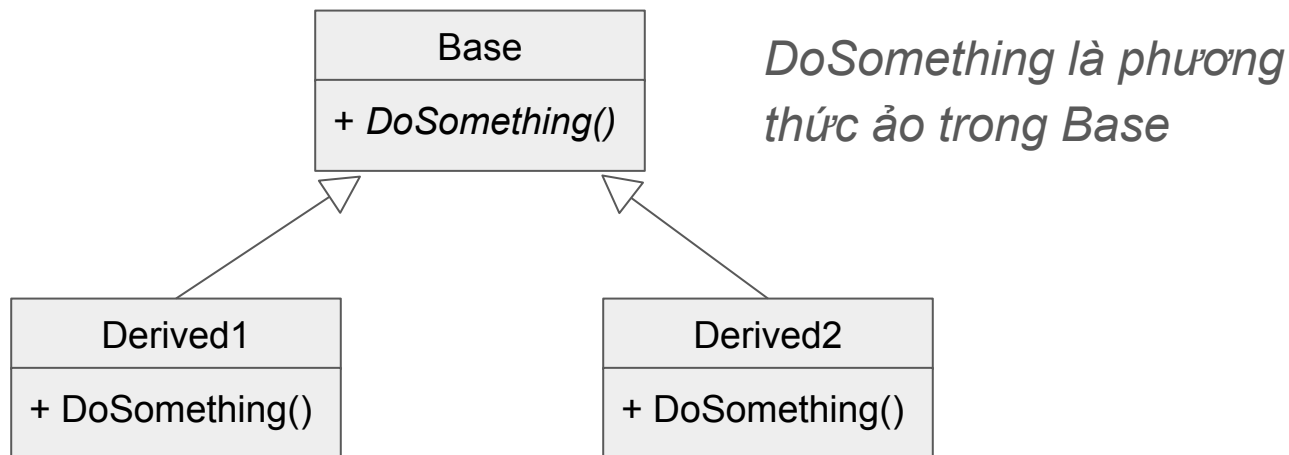 Base
+ DoSomething()
DoSomething là phương
thức ảo trong Base
Derived1
+ DoSomething()
Derived2
+ DoSomething()